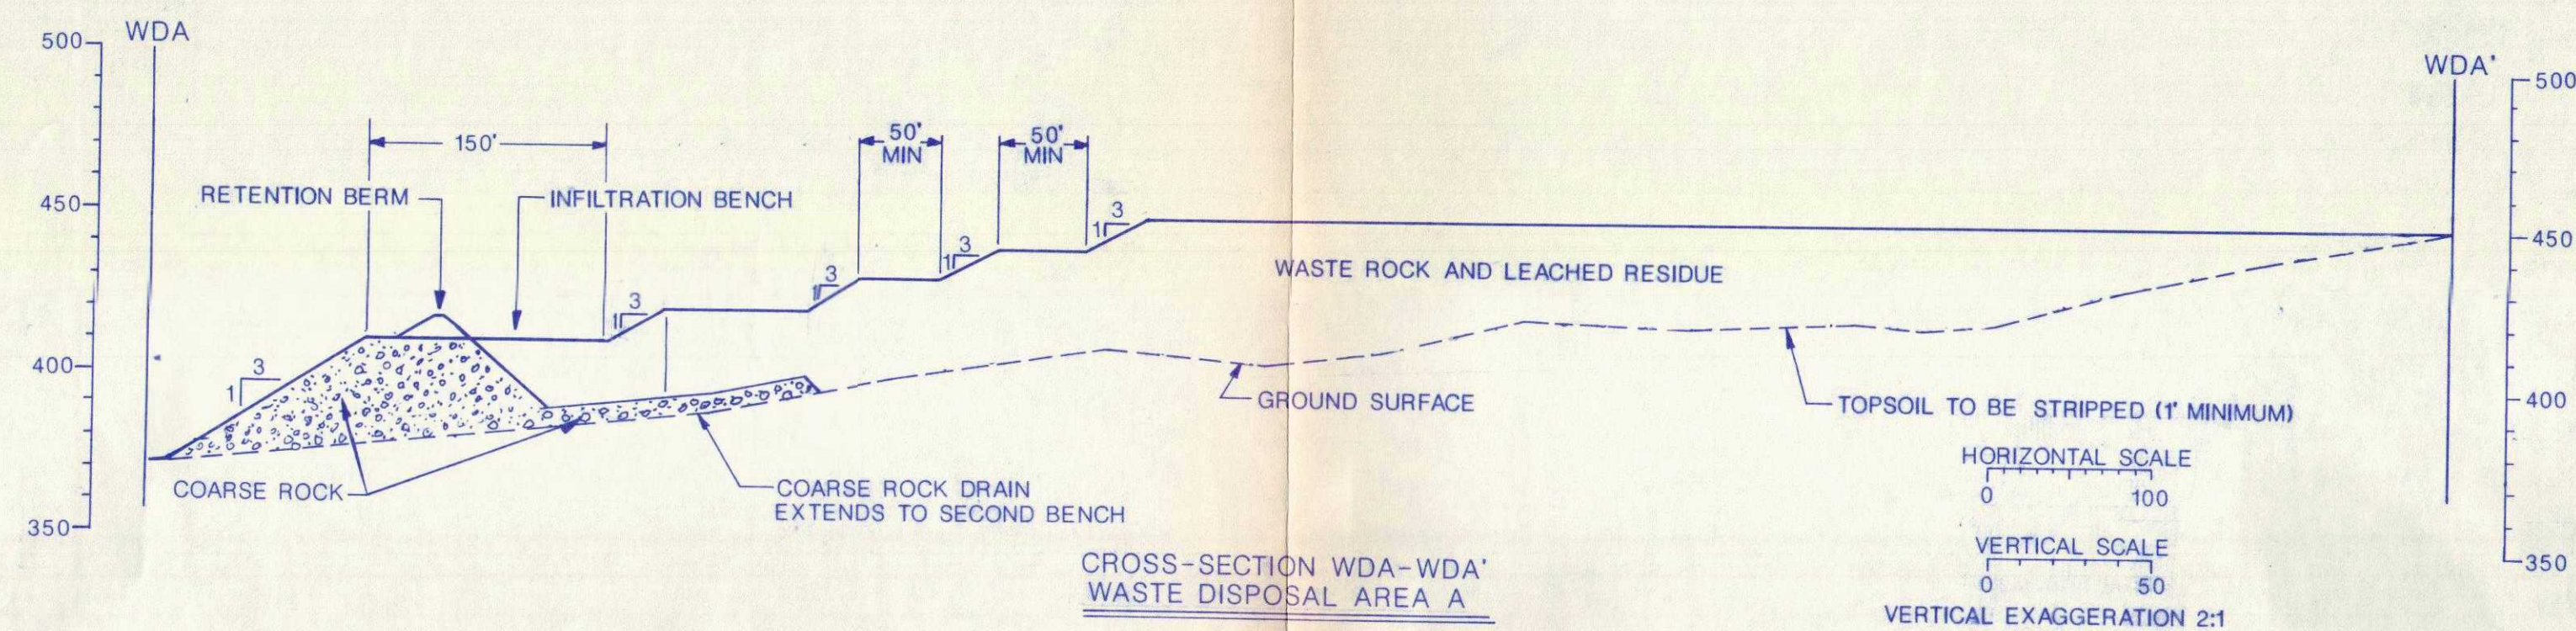 WDA
WDA'
500
450
400
350
500
450
400
350
150'
50'
MIN
50'
MIN
RETENTION BERM
INFILTRATION BENCH
3
1
3
1
3
1
3
1
3
1
WASTE ROCK AND LEACHED RESIDUE
GROUND SURFACE
TOPSOIL TO BE STRIPPED (1' MINIMUM)
COARSE ROCK
COARSE ROCK DRAIN
EXTENDS TO SECOND BENCH
HORIZONTAL SCALE
0 100
VERTICAL SCALE
0 50
VERTICAL EXAGGERATION 2:1
CROSS-SECTION WDA-WDA'
WASTE DISPOSAL AREA A